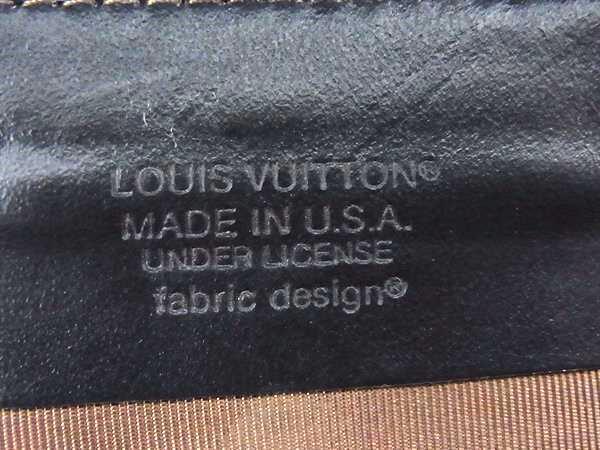 LOUIS VUITTON®
MADE IN U.S.A.
UNDER LICENSE
fabric design®